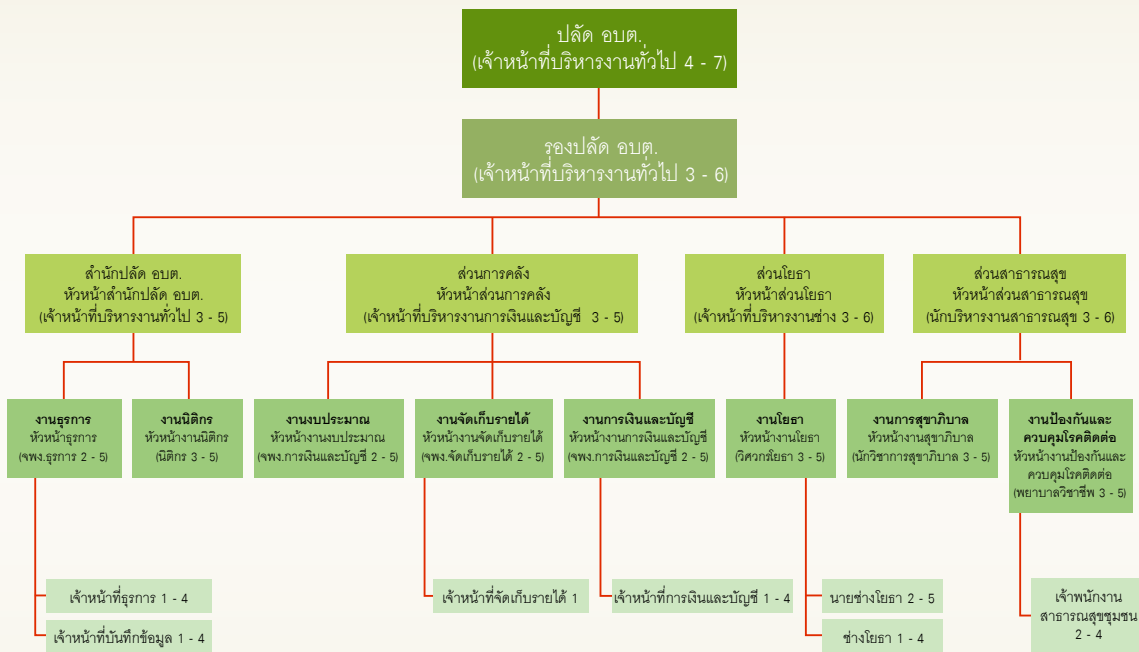 ปลัด อบต.
(เจ้าหน้าที่บริหารงานทั่วไป 4 - 7)
รองปลัด อบต.
(เจ้าหน้าที่บริหารงานทั่วไป 3 - 6)
สำนักปลัด อบต.
หัวหน้าสำนักปลัด อบต.
(เจ้าหน้าที่บริหารงานทั่วไป 3 - 5)
ส่วนการคลัง
หัวหน้าส่วนการคลัง
(เจ้าหน้าที่บริหารงานการเงินและบัญชี 3 - 5)
ส่วนโยธา
หัวหน้าส่วนโยธา
(เจ้าหน้าที่บริหารงานช่าง 3 - 6)
ส่วนสาธารณสุข
หัวหน้าส่วนสาธารณสุข
(นักบริหารงานสาธารณสุข 3 - 6)
งานธุรการ
หัวหน้าธุรการ
(จพง.ธุรการ 2 - 5)
งานนิติกร
หัวหน้างานนิติกร
(นิติกร 3 - 5)
งานงบประมาณ
หัวหน้างานงบประมาณ
(จพง.การเงินและบัญชี 2 - 5)
งานจัดเก็บรายได้
หัวหน้างานจัดเก็บรายได้
(จพง.จัดเก็บรายได้ 2 - 5)
งานการเงินและบัญชี
หัวหน้างานการเงินและบัญชี
(จพง.การเงินและบัญชี 2 - 5)
งานโยธา
หัวหน้างานโยธา
(วิศวกรโยธา 3 - 5)
งานการสุขาภิบาล
หัวหน้างานสุขาภิบาล
(นักวิชาการสุขาภิบาล 3 - 5)
งานป้องกันและ
ควบคุมโรคติดต่อ
หัวหน้างานป้องกันและ
ควบคุมโรคติดต่อ
(พยาบาลวิชาชีพ 3 - 5)
เจ้าหน้าที่ธุรการ 1 - 4
เจ้าหน้าที่บันทึกข้อมูล 1 - 4
เจ้าหน้าที่จัดเก็บรายได้ 1
เจ้าหน้าที่การเงินและบัญชี 1 - 4
นายช่างโยธา 2 - 5
ช่างโยธา 1 - 4
เจ้าพนักงาน
สาธารณสุขชุมชน
2 - 4